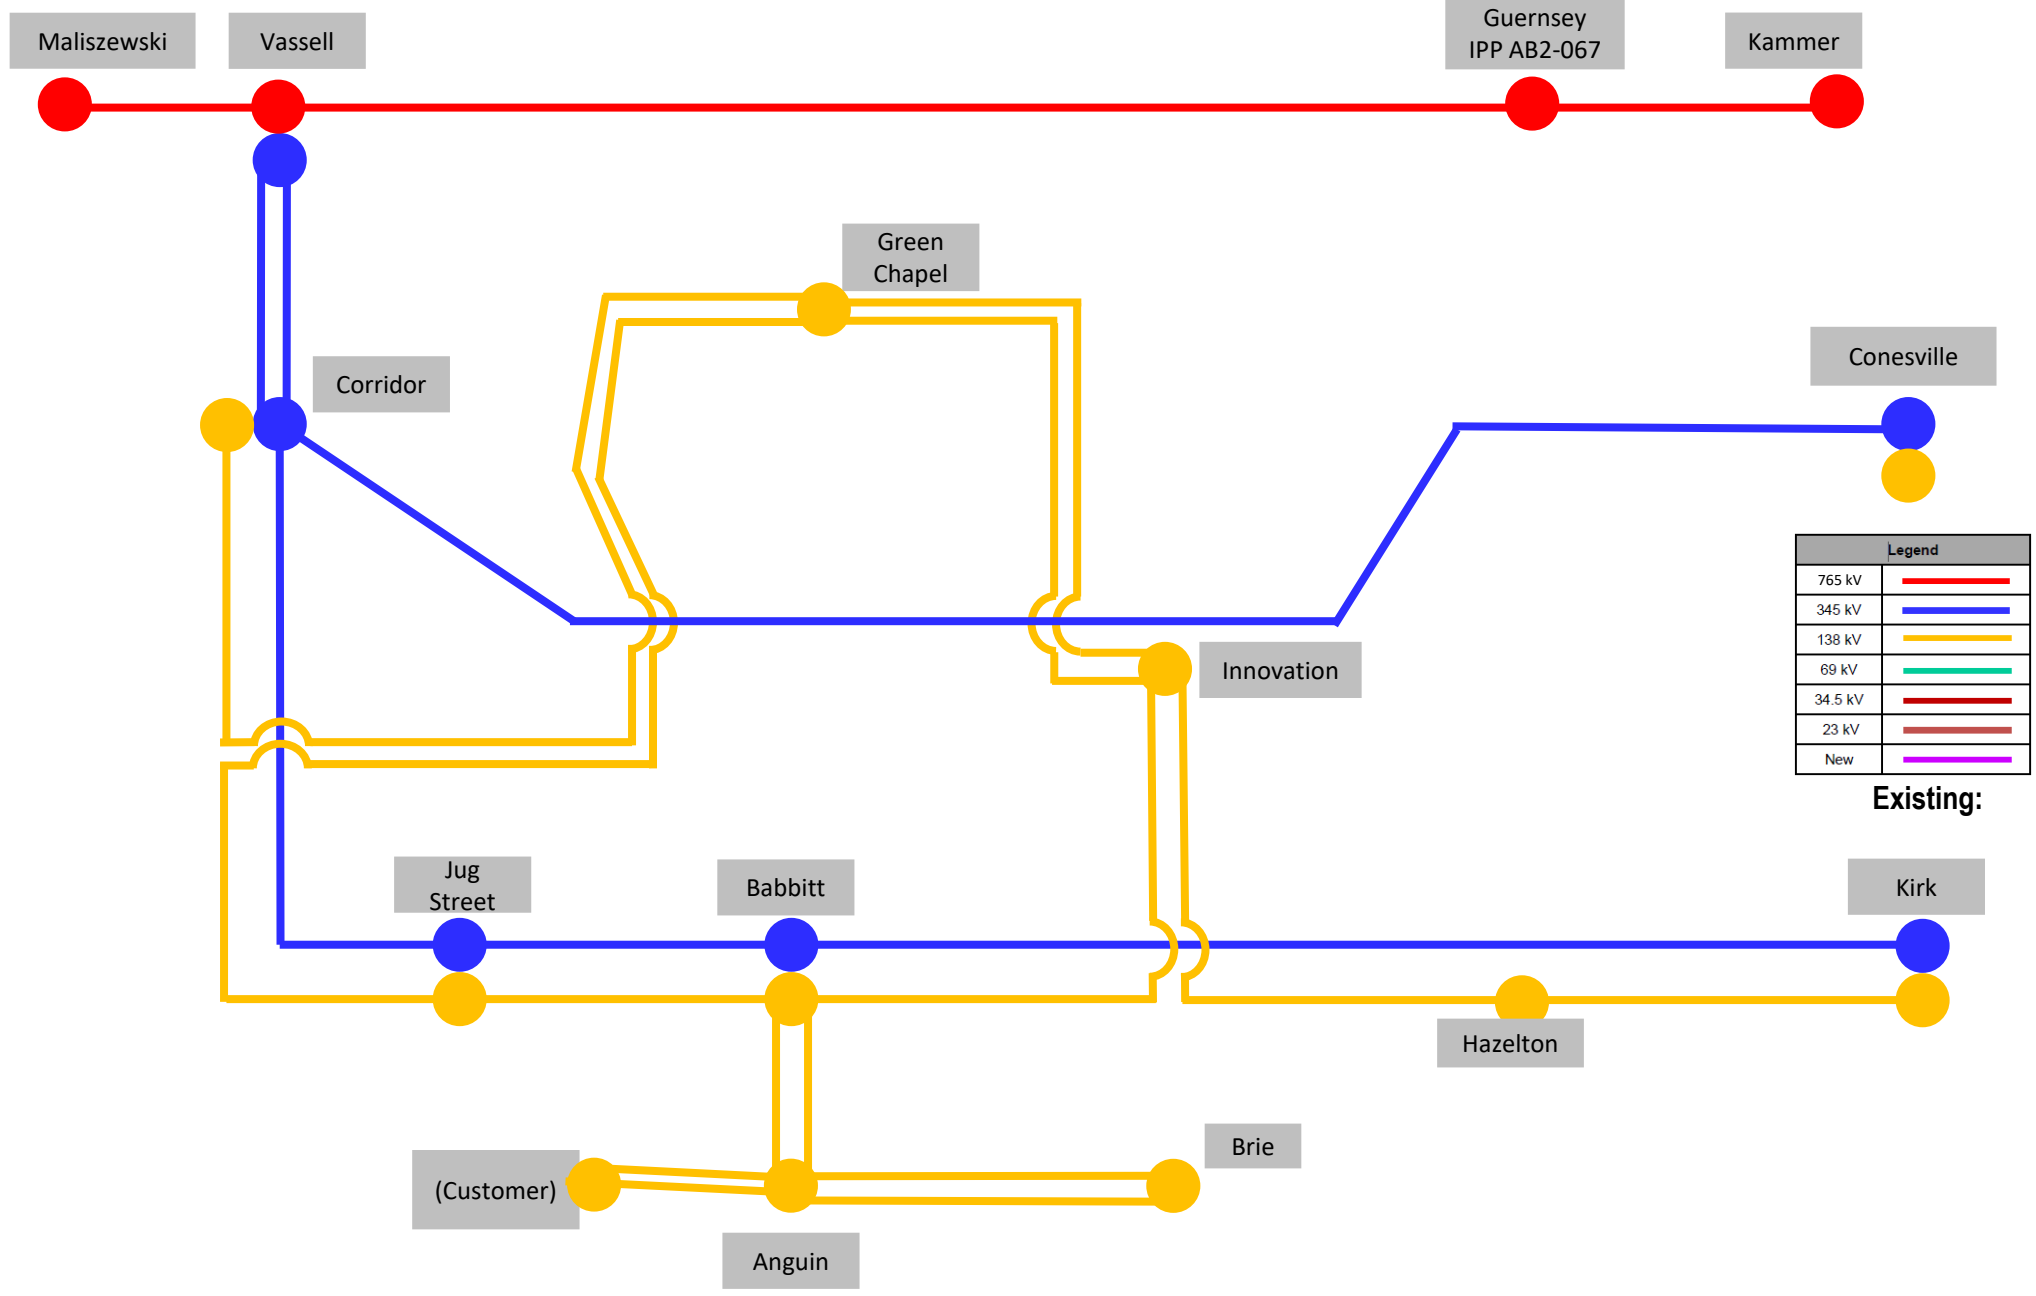 Maliszewski
Vassell
Guernsey
IPP AB2-067
Kammer
Green
Chapel
Corridor
Conesville
Legend
765 kV
345 kV
138 kV
69 kV
34.5 kV
23 kV
New
Existing:
Innovation
Jug
Street
Babbitt
Kirk
Hazelton
Brie
(Customer)
Anguin